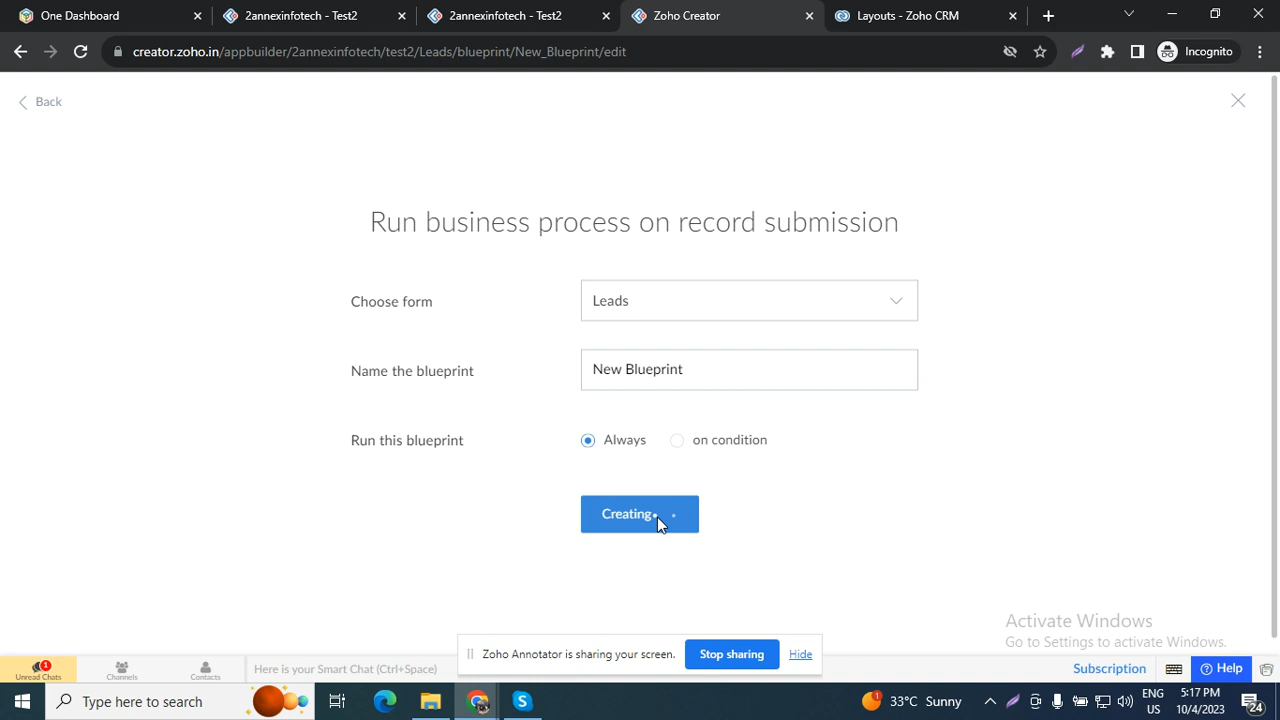 One Dashboard
2annexinfotech - Test2
2annexinfotech - Test2
Zoho Creator
Layouts - Zoho CRM
creator.zoho.in/appbuilder/2annexinfotech/test2/Leads/blueprint/New_Blueprint/edit
Incognito
Back
Run business process on record submission
Choose form
Leads
Name the blueprint
New Blueprint
Run this blueprint
Always
on condition
Creating
Activate Windows
Go to Settings to activate Windows.
Zoho Annotator is sharing your screen.
Stop sharing
Hide
1
Unread Chats
Channels
Contacts
Here is your Smart Chat (Ctrl+Space)
Subscription
Help
Type here to search
1
33°C Sunny
ENG
US
5:17 PM
10/4/2023
24